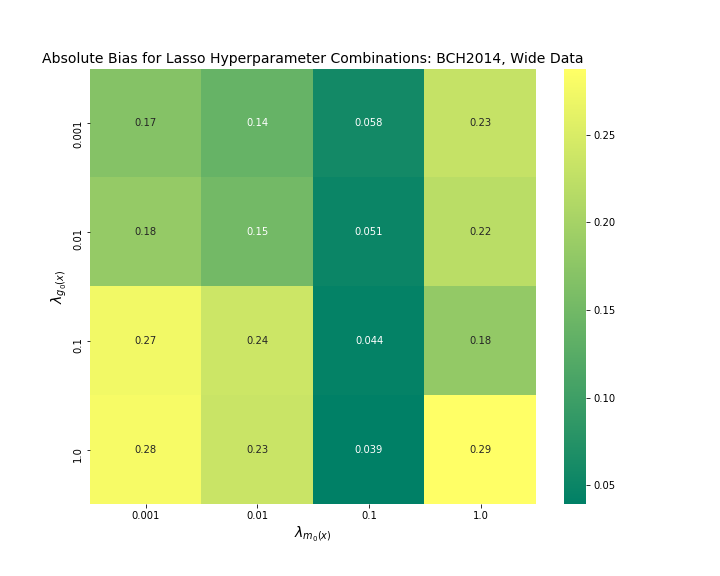 Absolute Bias for Lasso Hyperparameter Combinations: BCH2014, Wide Data
0.001 0.17 0.14 0.058 0.23
0.01 0.18 0.15 0.051 0.22
0.1 0.27 0.24 0.044 0.18
1.0 0.28 0.23 0.039 0.29
λg₀(x)
0.001 0.01 0.1 1.0
λm₀(x)
0.25
0.20
0.15
0.10
0.05